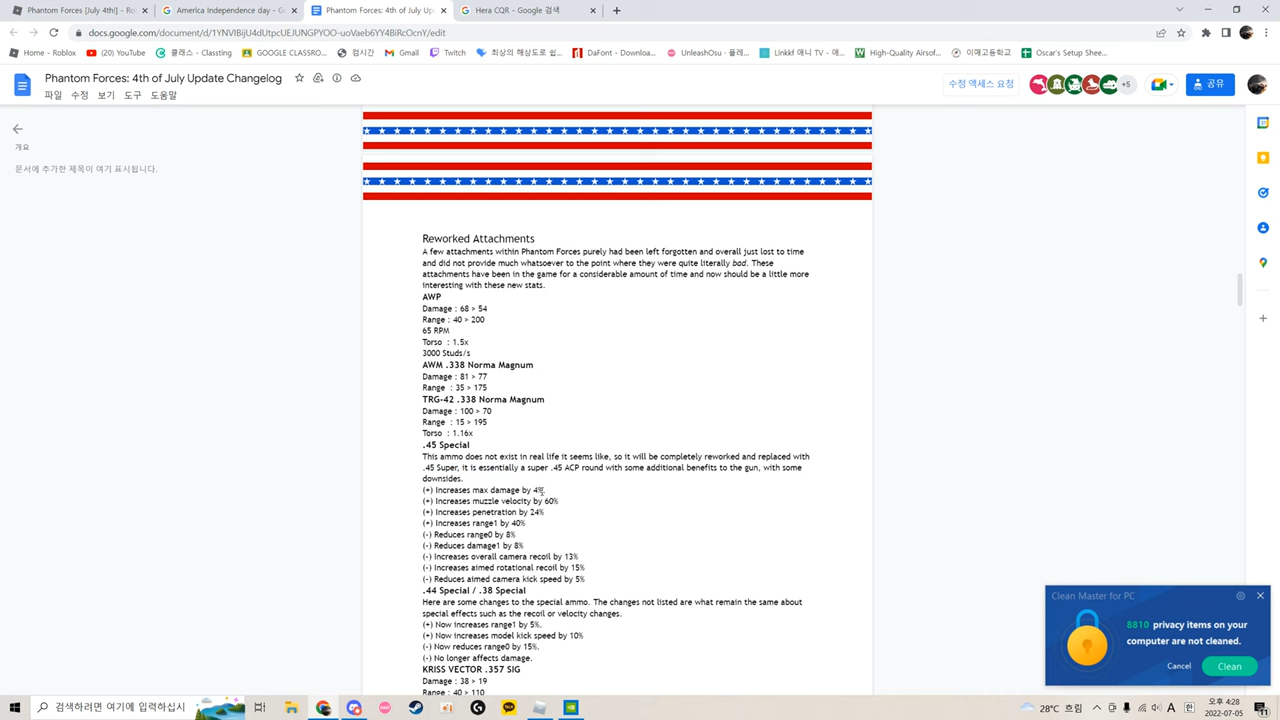 Phantom Forces [July 4th!] - Ro
America Independence day - G
Phantom Forces: 4th of July Upd
Hera CQR - Google 검색
docs.google.com/document/d/1YNVlBijU4dUtpcUEJUNGPYOO-uoVaeb6YY4BiRcOcnY/edit
Home - Roblox
(20) YouTube
클래스 - Classting
GOOGLE CLASSRO...
컴시간
Gmail
Twitch
최상의 해상도로 쉽...
DaFont - Downloa...
UnleashOsu - 플레...
Linkkf 애니 TV - 애...
High-Quality Airsof...
이매고등학교
Oscar's Setup Shee...
Phantom Forces: 4th of July Update Changelog
파일 수정 보기 도구 도움말
수정 액세스 요청
+5
공유
개요
문서에 추가한 제목이 여기 표시됩니다.
Reworked Attachments
A few attachments within Phantom Forces purely had been left forgotten and overall just lost to time
and did not provide much whatsoever to the point where they were quite literally bad. These
attachments have been in the game for a considerable amount of time and now should be a little more
interesting with these new stats.
AWP
Damage : 68 > 54
Range : 40 > 200
65 RPM
Torso : 1.5x
3000 Studs/s
AWM .338 Norma Magnum
Damage : 81 > 77
Range : 35 > 175
TRG-42 .338 Norma Magnum
Damage : 100 > 70
Range : 15 > 195
Torso : 1.16x
.45 Special
This ammo does not exist in real life it seems like, so it will be completely reworked and replaced with
.45 Super, it is essentially a super .45 ACP round with some additional benefits to the gun, with some
downsides.
(+) Increases max damage by 4%
(+) Increases muzzle velocity by 60%
(+) Increases penetration by 24%
(+) Increases range1 by 40%
(-) Reduces range0 by 8%
(-) Reduces damage1 by 8%
(-) Increases overall camera recoil by 13%
(-) Increases aimed rotational recoil by 15%
(-) Reduces aimed camera kick speed by 5%
.44 Special / .38 Special
Here are some changes to the special ammo. The changes not listed are what remain the same about
special effects such as the recoil or velocity changes.
(+) Now increases range1 by 5%.
(+) Now increases model kick speed by 10%
(-) Now reduces range0 by 15%.
(-) No longer affects damage.
KRISS VECTOR .357 SIG
Damage : 38 > 19
Range : 40 > 110
Clean Master for PC
8810 privacy items on your
computer are not cleaned.
Cancel
Clean
검색하려면 여기에 입력하십시
28°C 흐림
A
한
오후 4:28
2022-07-05
11